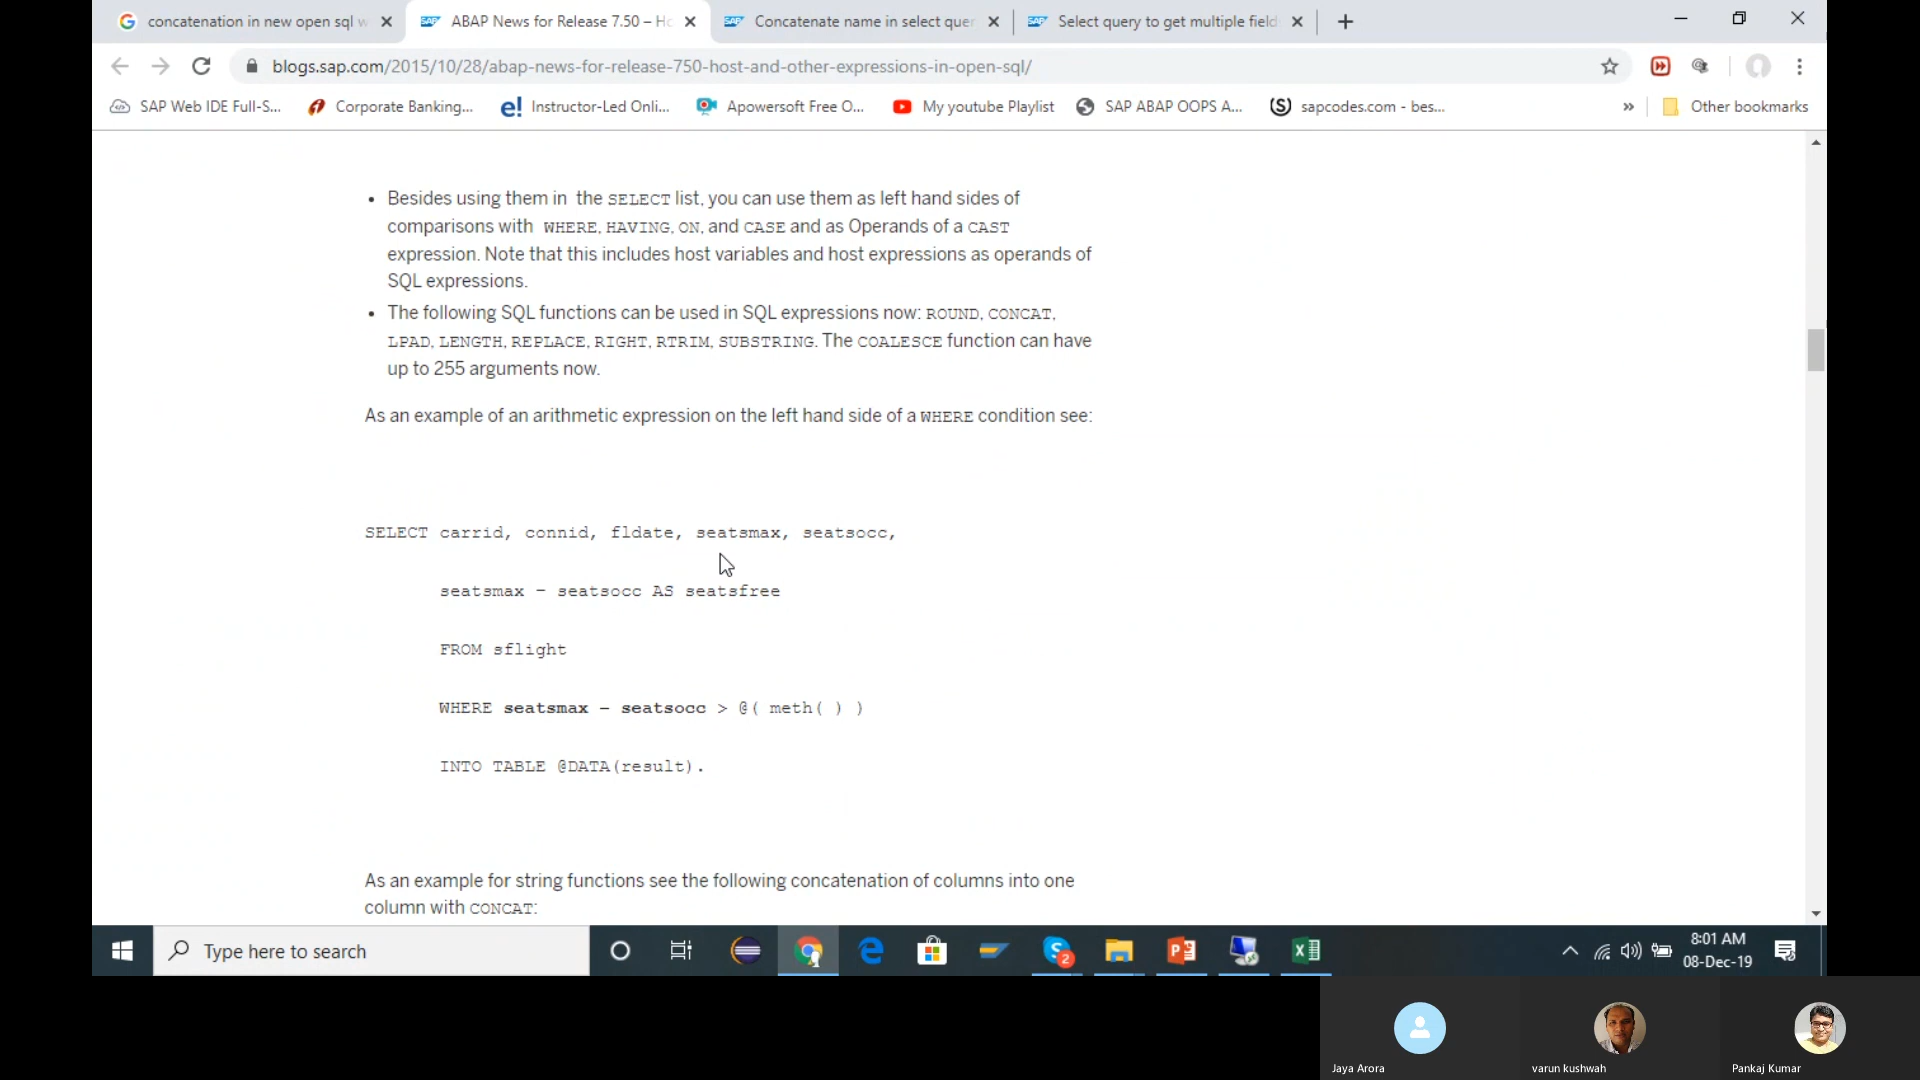 concatenation in new open sql w
ABAP News for Release 7.50 – Ho
Concatenate name in select quer
Select query to get multiple field
blogs.sap.com/2015/10/28/abap-news-for-release-750-host-and-other-expressions-in-open-sql/
SAP Web IDE Full-S...
Corporate Banking...
Instructor-Led Onli...
Apowersoft Free O...
My youtube Playlist
SAP ABAP OOPS A...
sapcodes.com - bes...
»
Other bookmarks
• Besides using them in the SELECT list, you can use them as left hand sides of
comparisons with WHERE, HAVING, ON, and CASE and as Operands of a CAST
expression. Note that this includes host variables and host expressions as operands of
SQL expressions.
• The following SQL functions can be used in SQL expressions now: ROUND, CONCAT,
LPAD, LENGTH, REPLACE, RIGHT, RTRIM, SUBSTRING. The COALESCE function can have
up to 255 arguments now.
As an example of an arithmetic expression on the left hand side of a WHERE condition see:
SELECT carrid, connid, fldate, seatsmax, seatsocc,
seatsmax – seatsocc AS seatsfree
FROM sflight
WHERE seatsmax – seatsocc > @( meth( ) )
INTO TABLE @DATA(result).
As an example for string functions see the following concatenation of columns into one
column with CONCAT:
Type here to search
2
8:01 AM
08-Dec-19
Jaya Arora
varun kushwah
Pankaj Kumar